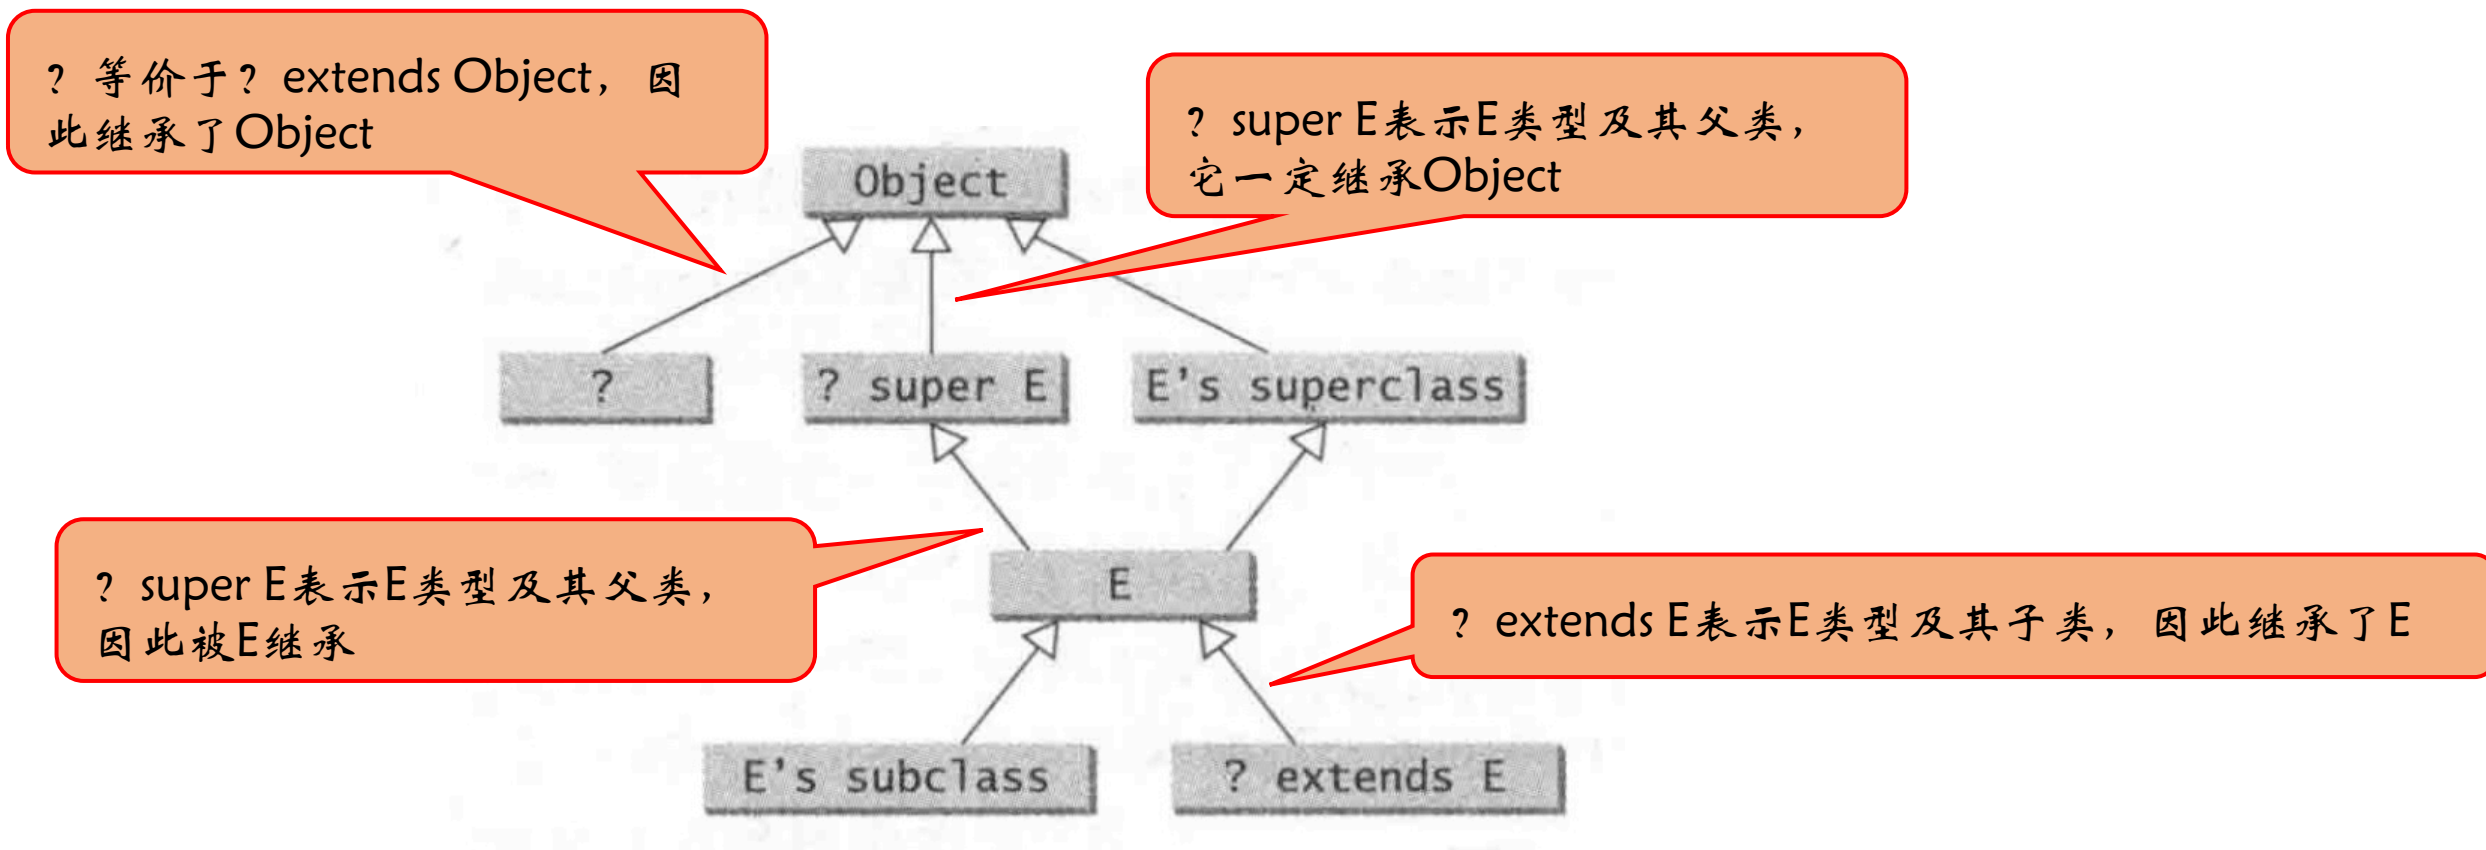 ？等价于？extends Object，因
此继承了Object
？super E表示E类型及其父类，
它一定继承Object
Object
?
? super E
E's superclass
？super E表示E类型及其父类，
因此被E继承
E
？extends E表示E类型及其子类，因此继承了E
E's subclass
? extends E